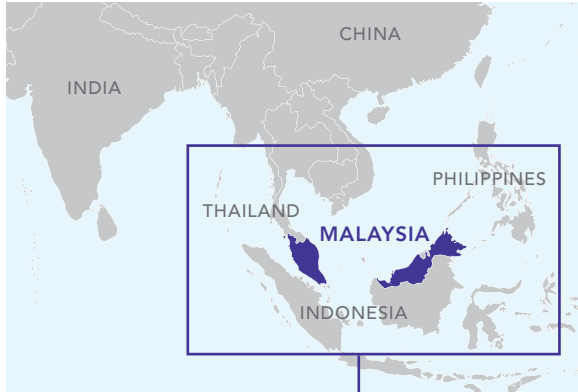 CHINA
INDIA
PHILIPPINES
THAILAND
MALAYSIA
INDONESIA